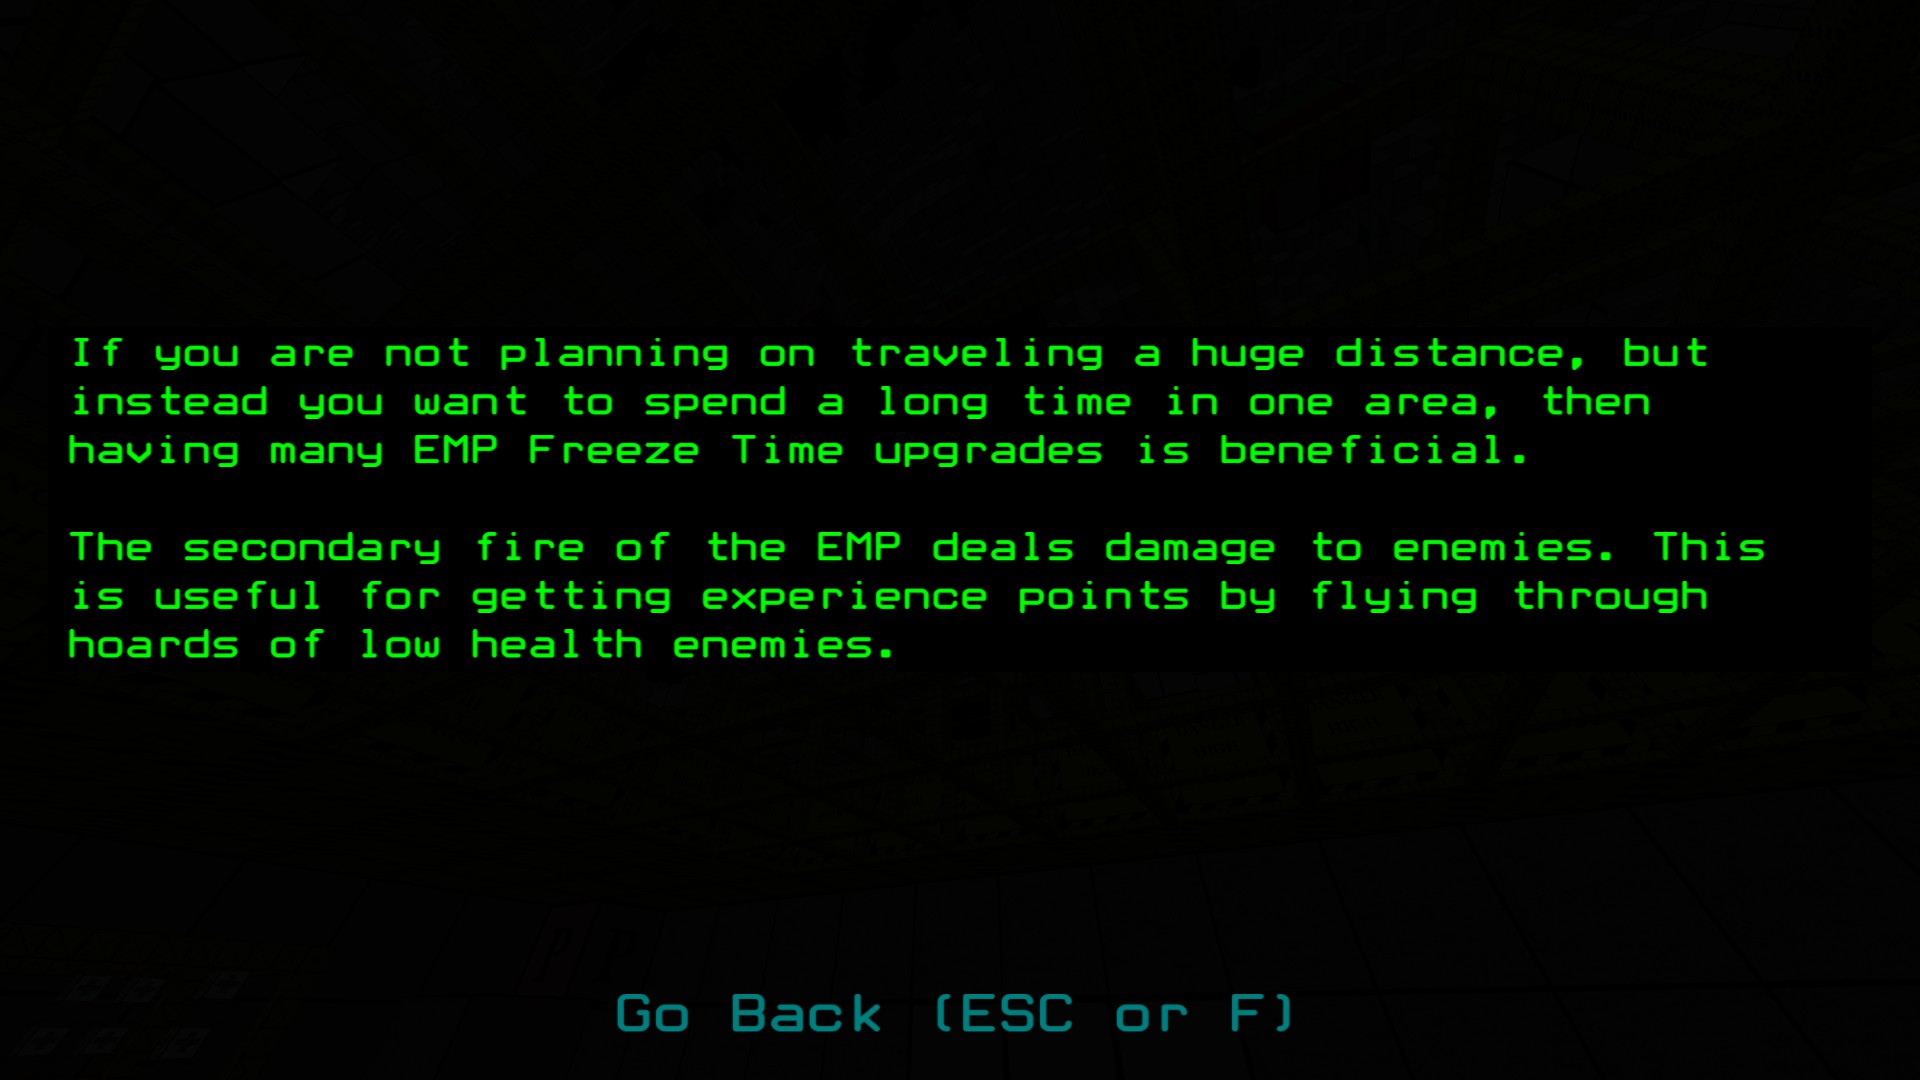 If you are not planning on traveling a huge distance, but
instead you want to spend a long time in one area, then
having many EMP Freeze Time upgrades is beneficial.
The secondary fire of the EMP deals damage to enemies. This
is useful for getting experience points by flying through
hoards of low health enemies.
Go Back (ESC or F)